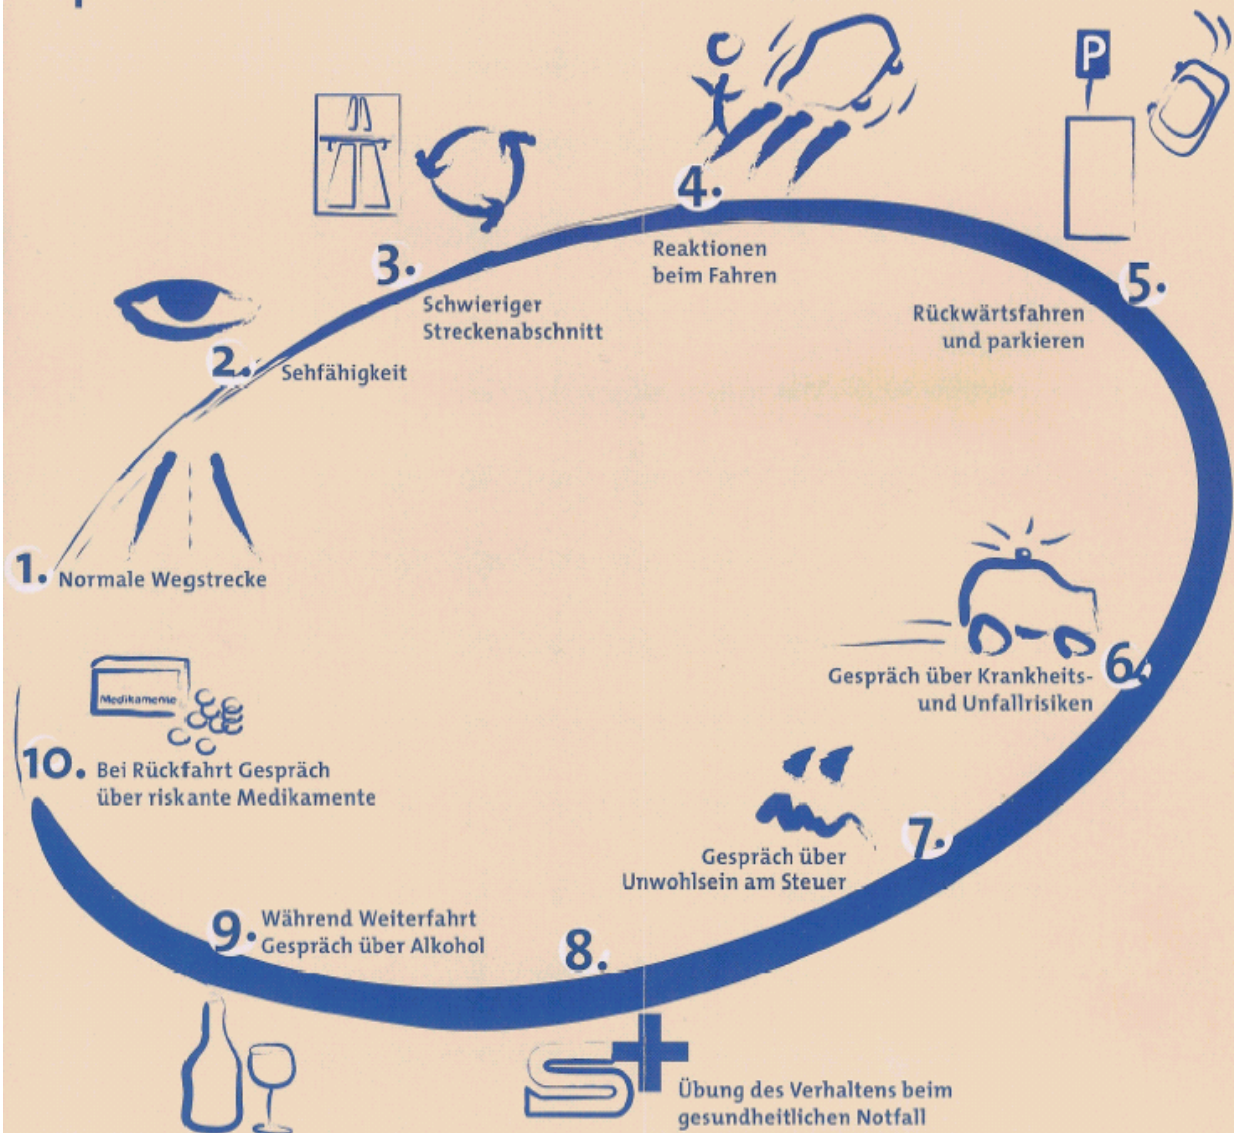 1. Normale Wegstrecke
2. Sehfähigkeit
3. Schwieriger
Streckenabschnitt
4. Reaktionen
beim Fahren
P
5. Rückwärtsfahren
und parkieren
6. Gespräch über Krankheits-
und Unfallrisiken
7. Gespräch über
Unwohlsein am Steuer
8. Übung des Verhaltens beim
gesundheitlichen Notfall
S+
9. Während Weiterfahrt
Gespräch über Alkohol
10. Bei Rückfahrt Gespräch
über riskante Medikamente
Medikamente